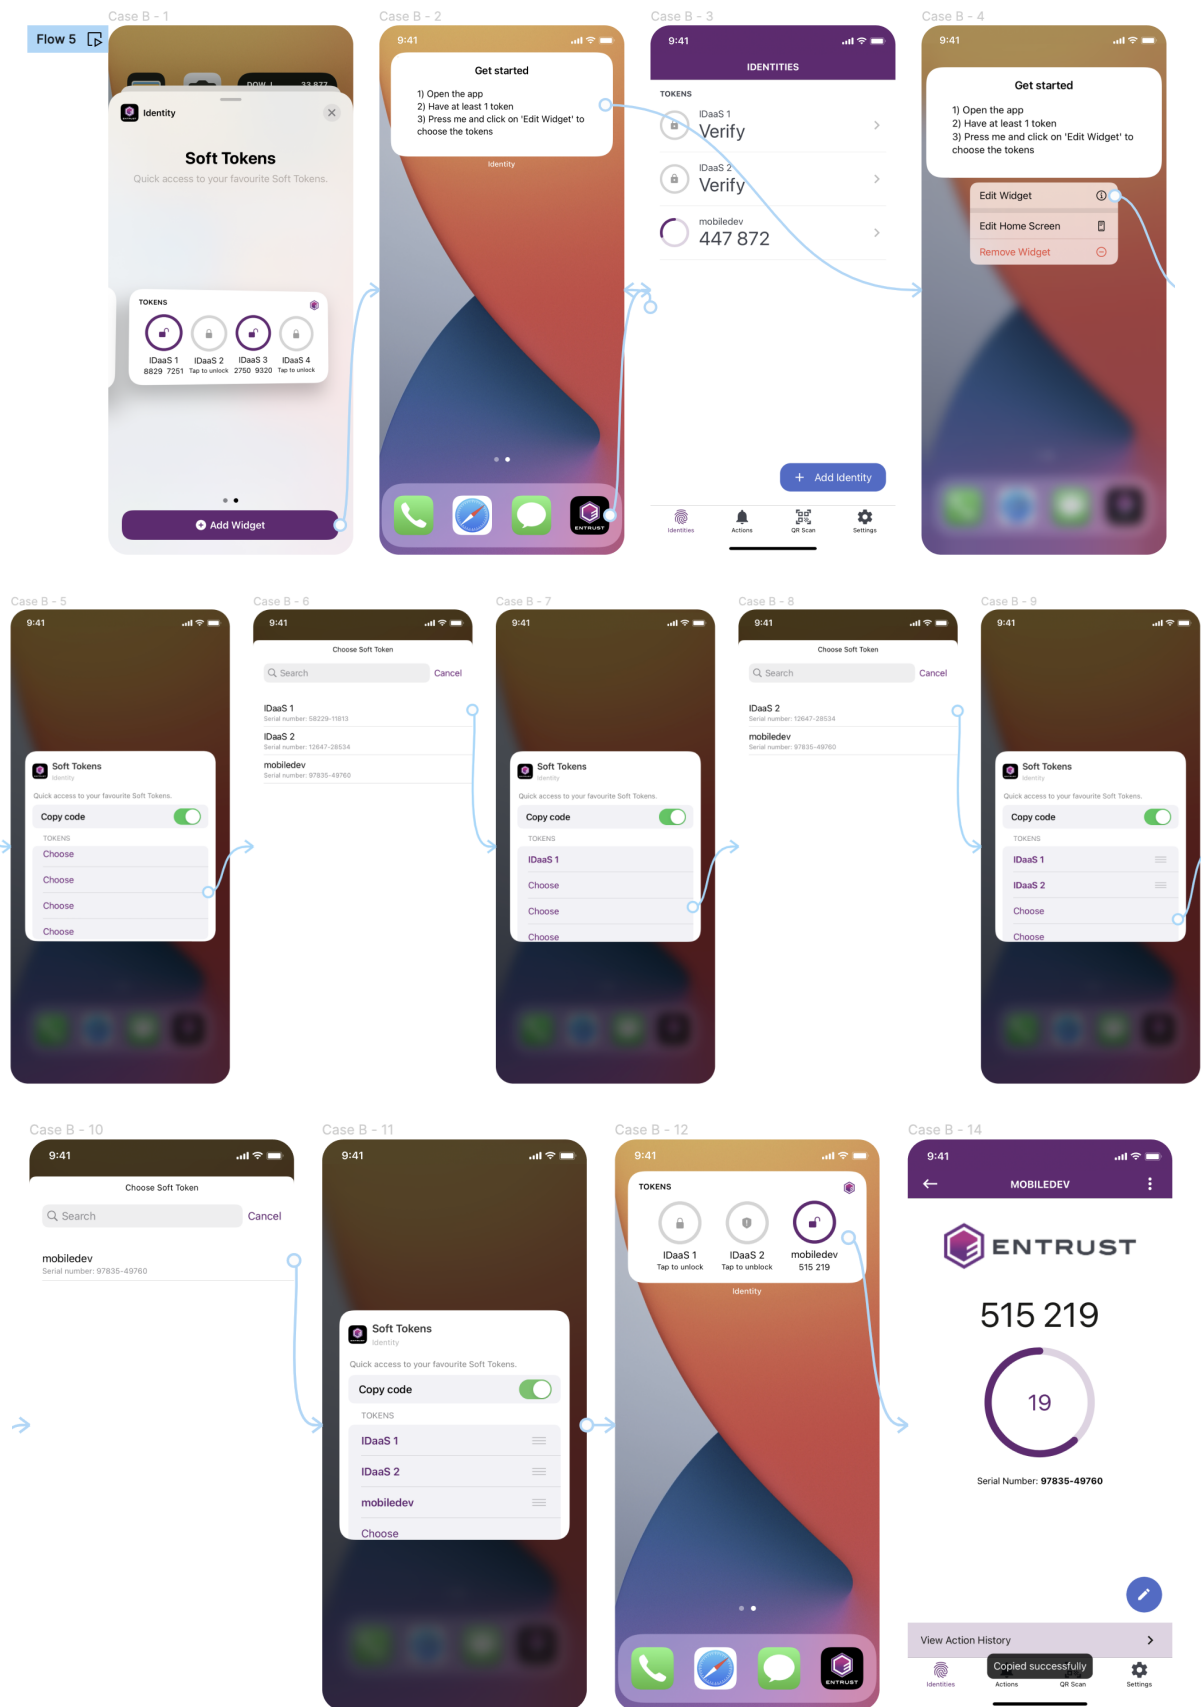 Case B - 1
Case B - 2
Case B - 3
Case B - 4
Flow 5
DOW J 33,877
Identity
Soft Tokens
Quick access to your favourite Soft Tokens.
TOKENS
IDaaS 1
IDaaS 2
IDaaS 3
IDaaS 4
8829 7251
Tap to unlock
2750 9320
Tap to unlock
Add Widget
9:41
Get started
1) Open the app
2) Have at least 1 token
3) Press me and click on 'Edit Widget' to
choose the tokens
Identity
ENTRUST
9:41
IDENTITIES
TOKENS
IDaaS 1
Verify
IDaaS 2
Verify
mobiledev
447 872
+ Add Identity
Identities
Actions
QR Scan
Settings
9:41
Get started
1) Open the app
2) Have at least 1 token
3) Press me and click on 'Edit Widget' to
choose the tokens
Edit Widget
Edit Home Screen
Remove Widget
Case B - 5
Case B - 6
Case B - 7
Case B - 8
Case B - 9
9:41
Soft Tokens
Identity
Quick access to your favourite Soft Tokens.
Copy code
TOKENS
Choose
Choose
Choose
Choose
9:41
Choose Soft Token
Search
Cancel
IDaaS 1
Serial number: 58229-11813
IDaaS 2
Serial number: 12647-28534
mobiledev
Serial number: 97835-49760
9:41
Soft Tokens
Identity
Quick access to your favourite Soft Tokens.
Copy code
TOKENS
IDaaS 1
Choose
Choose
Choose
9:41
Choose Soft Token
Search
Cancel
IDaaS 2
Serial number: 12647-28534
mobiledev
Serial number: 97835-49760
9:41
Soft Tokens
Identity
Quick access to your favourite Soft Tokens.
Copy code
TOKENS
IDaaS 1
IDaaS 2
Choose
Choose
Case B - 10
Case B - 11
Case B - 12
Case B - 14
9:41
Choose Soft Token
Search
Cancel
mobiledev
Serial number: 97835-49760
9:41
Soft Tokens
Identity
Quick access to your favourite Soft Tokens.
Copy code
TOKENS
IDaaS 1
IDaaS 2
mobiledev
Choose
9:41
TOKENS
IDaaS 1
IDaaS 2
mobiledev
Tap to unlock
Tap to unblock
515 219
Identity
ENTRUST
9:41
MOBILEDEV
ENTRUST
515 219
19
Serial Number: 97835-49760
View Action History
Copied successfully
Identities
Actions
QR Scan
Settings